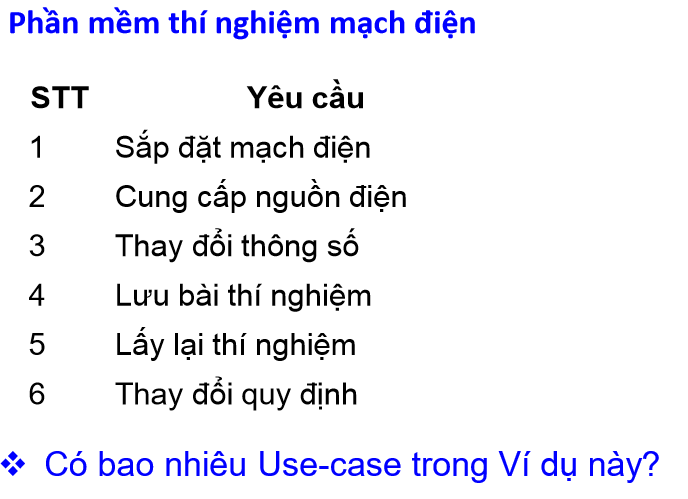 Phần mềm thí nghiệm mạch điện
STT Yêu cầu
1 Sắp đặt mạch điện
2 Cung cấp nguồn điện
3 Thay đổi thông số
4 Lưu bài thí nghiệm
5 Lấy lại thí nghiệm
6 Thay đổi quy định
❖ Có bao nhiêu Use-case trong Ví dụ này?